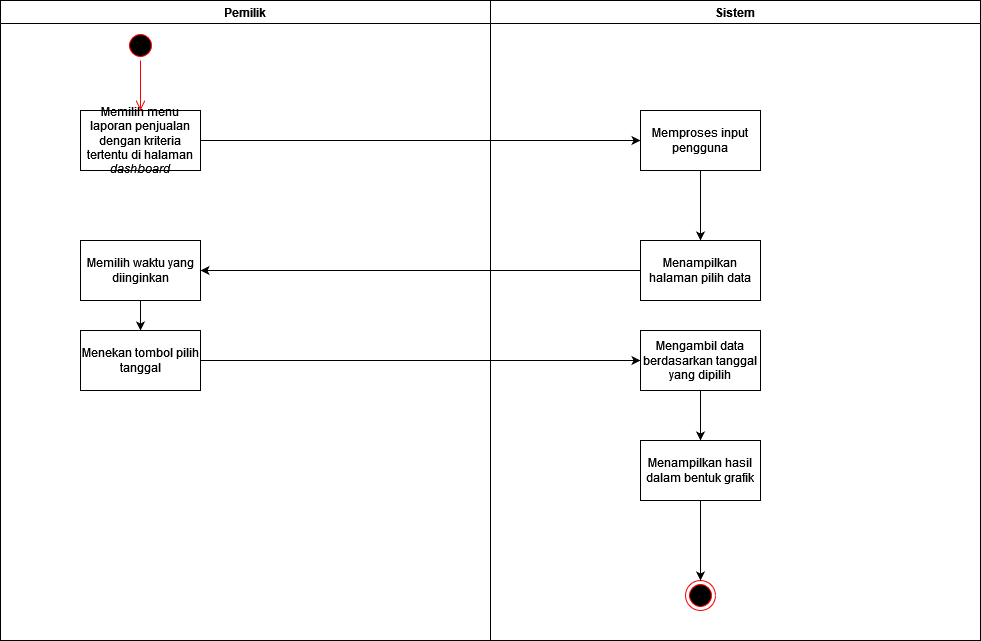 Pemilik
Sistem
Memilih menu
laporan penjualan
dengan kriteria
tertentu di halaman
dashboard
Memproses input
pengguna
Memilih waktu yang
diinginkan
Menampilkan
halaman pilih data
Menekan tombol pilih
tanggal
Mengambil data
berdasarkan tanggal
yang dipilih
Menampilkan hasil
dalam bentuk grafik